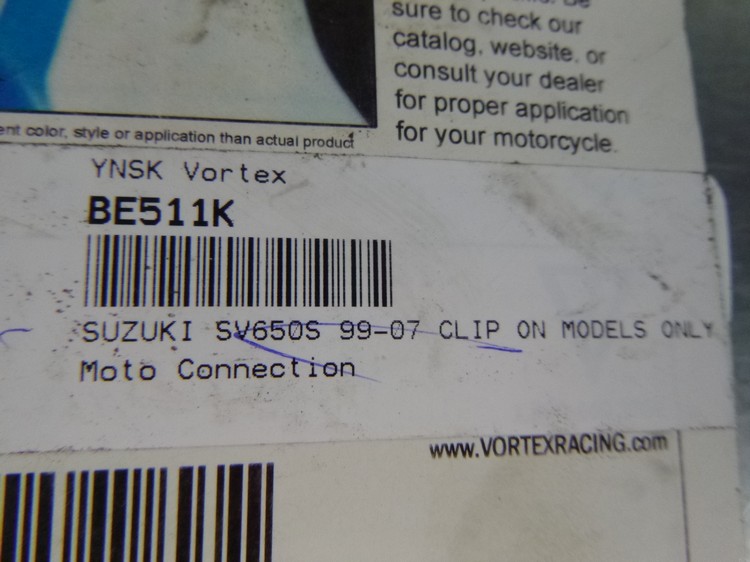 sure to check our
catalog, website, or
consult your dealer
for proper application
for your motorcycle.
color, style or application than actual product
YNSK Vortex
BE511K
SUZUKI SV650S 99-07 CLIP ON MODELS ONLY
Moto Connection
www.VORTEXRACING.com